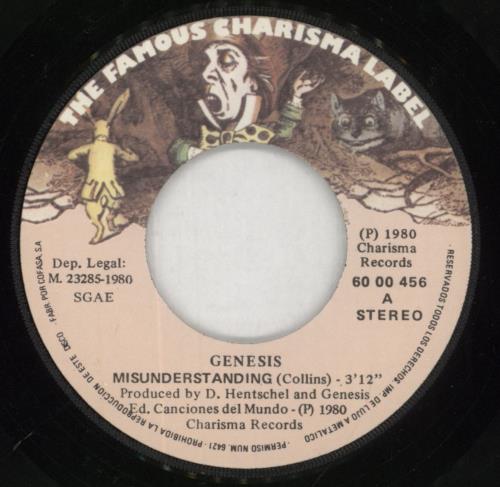 THE FAMOUS CHARISMA LABEL
(P) 1980
Charisma
Records
Dep. Legal:
M. 23285-1980
SGAE
60 00 456
A
STEREO
GENESIS
MISUNDERSTANDING (Collins) - 3'12"
Produced by D. Hentschel and Genesis
Ed. Canciones del Mundo - (P) 1980
Charisma Records
FABR. POR COFASA, S.A. - PERMISO NUM. 6421 - PROHIBIDA LA REPRODUCCION DE ESTE DISCO
- RESERVADOS TODOS LOS DERECHOS. IMP. DE LUJO A METALICO